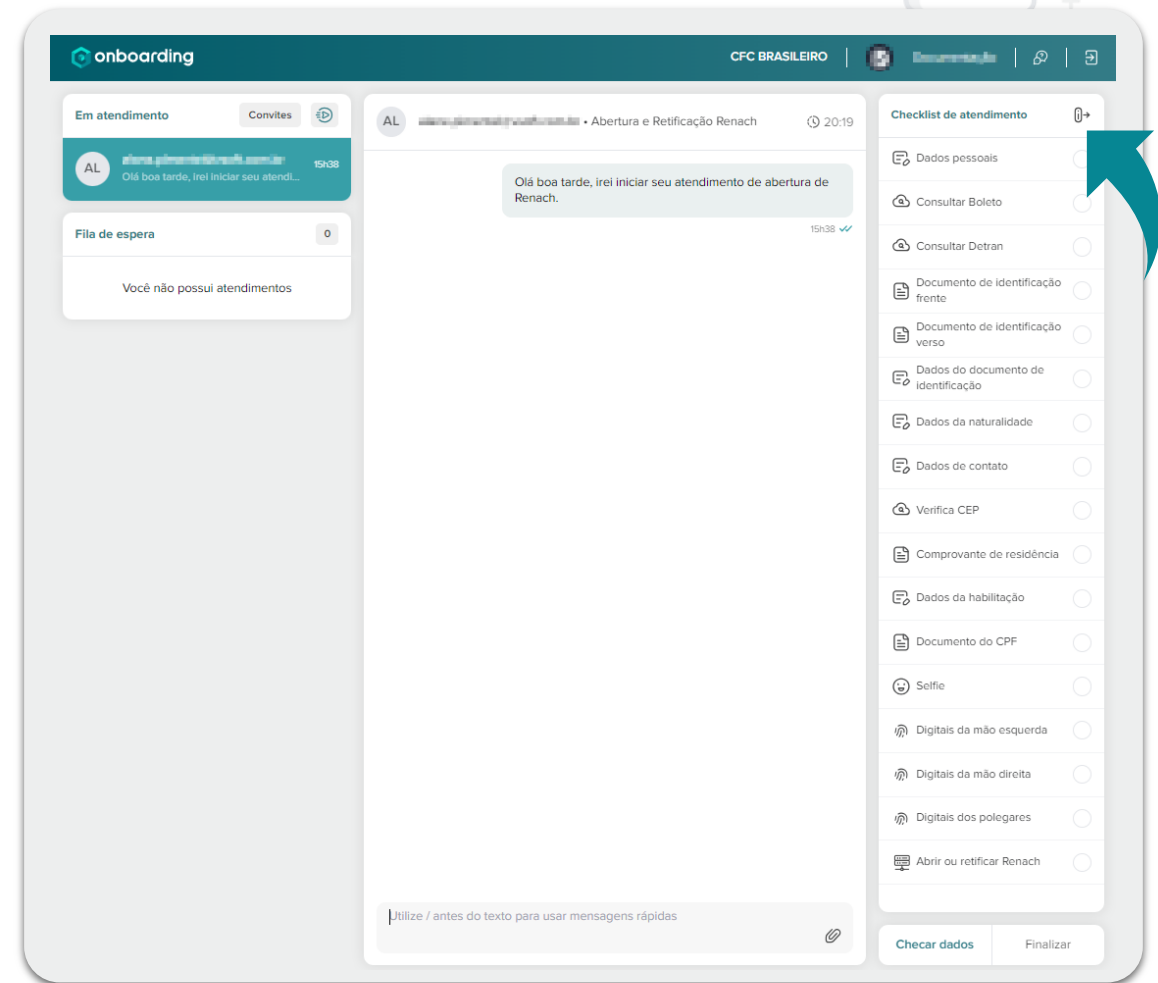 onboarding
CFC BRASILEIRO
Em atendimento
Convites
AL
15h38
Olá boa tarde, irei iniciar seu atendi...
Fila de espera
0
Você não possui atendimentos
AL
• Abertura e Retificação Renach
20:19
Olá boa tarde, irei iniciar seu atendimento de abertura de
Renach.
15h38
Utilize / antes do texto para usar mensagens rápidas
Checklist de atendimento
Dados pessoais
Consultar Boleto
Consultar Detran
Documento de identificação
frente
Documento de identificação
verso
Dados do documento de
identificação
Dados da naturalidade
Dados de contato
Verifica CEP
Comprovante de residência
Dados da habilitação
Documento do CPF
Selfie
Digitais da mão esquerda
Digitais da mão direita
Digitais dos polegares
Abrir ou retificar Renach
Checar dados
Finalizar